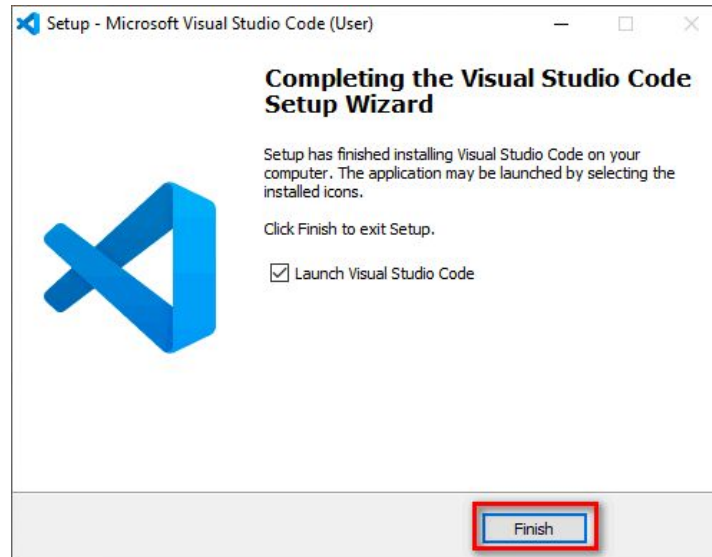 Setup - Microsoft Visual Studio Code (User)
Completing the Visual Studio Code
Setup Wizard
Setup has finished installing Visual Studio Code on your
computer. The application may be launched by selecting the
installed icons.
Click Finish to exit Setup.
Launch Visual Studio Code
Finish